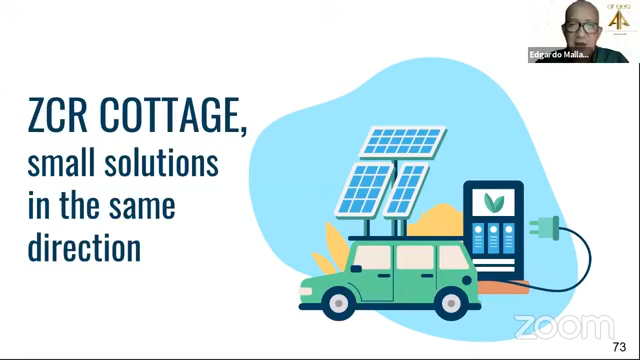 ZCR COTTAGE,
small solutions
in the same
direction
Edgardo Malla...
zoom
73